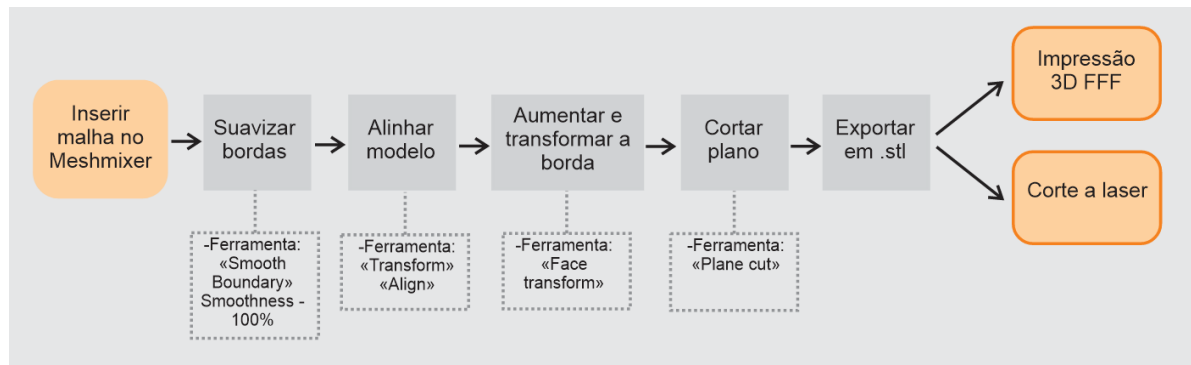 Inserir
malha no
Meshmixer
Suavizar
bordas
Alinhar
modelo
Aumentar e
transformar a
borda
Cortar
plano
Exportar
em .stl
Impressão
3D FFF
Corte a laser
-Ferramenta:
«Smooth
Boundary»
Smoothness -
100%
-Ferramenta:
«Transform»
«Align»
-Ferramenta:
«Face
transform»
-Ferramenta:
«Plane cut»